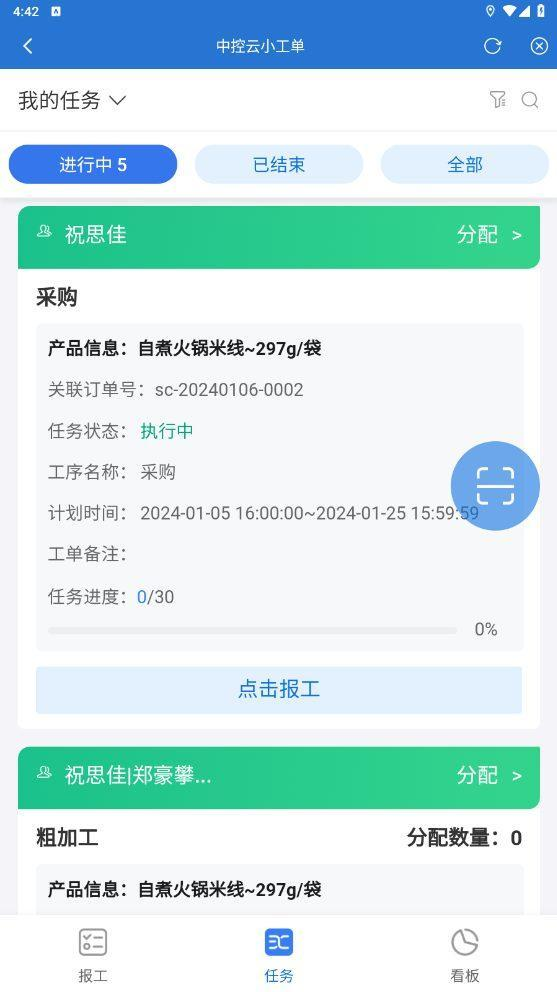 4:42
中控云小工单
我的任务
进行中 5
已结束
全部
祝思佳
分配 >
采购
产品信息：自煮火锅米线~297g/袋
关联订单号：sc-20240106-0002
任务状态：执行中
工序名称：采购
计划时间：2024-01-05 16:00:00~2024-01-25 15:59:59
工单备注：
任务进度：0/30
0%
点击报工
祝思佳|郑豪攀...
分配 >
粗加工
分配数量：0
产品信息：自煮火锅米线~297g/袋
报工
任务
看板